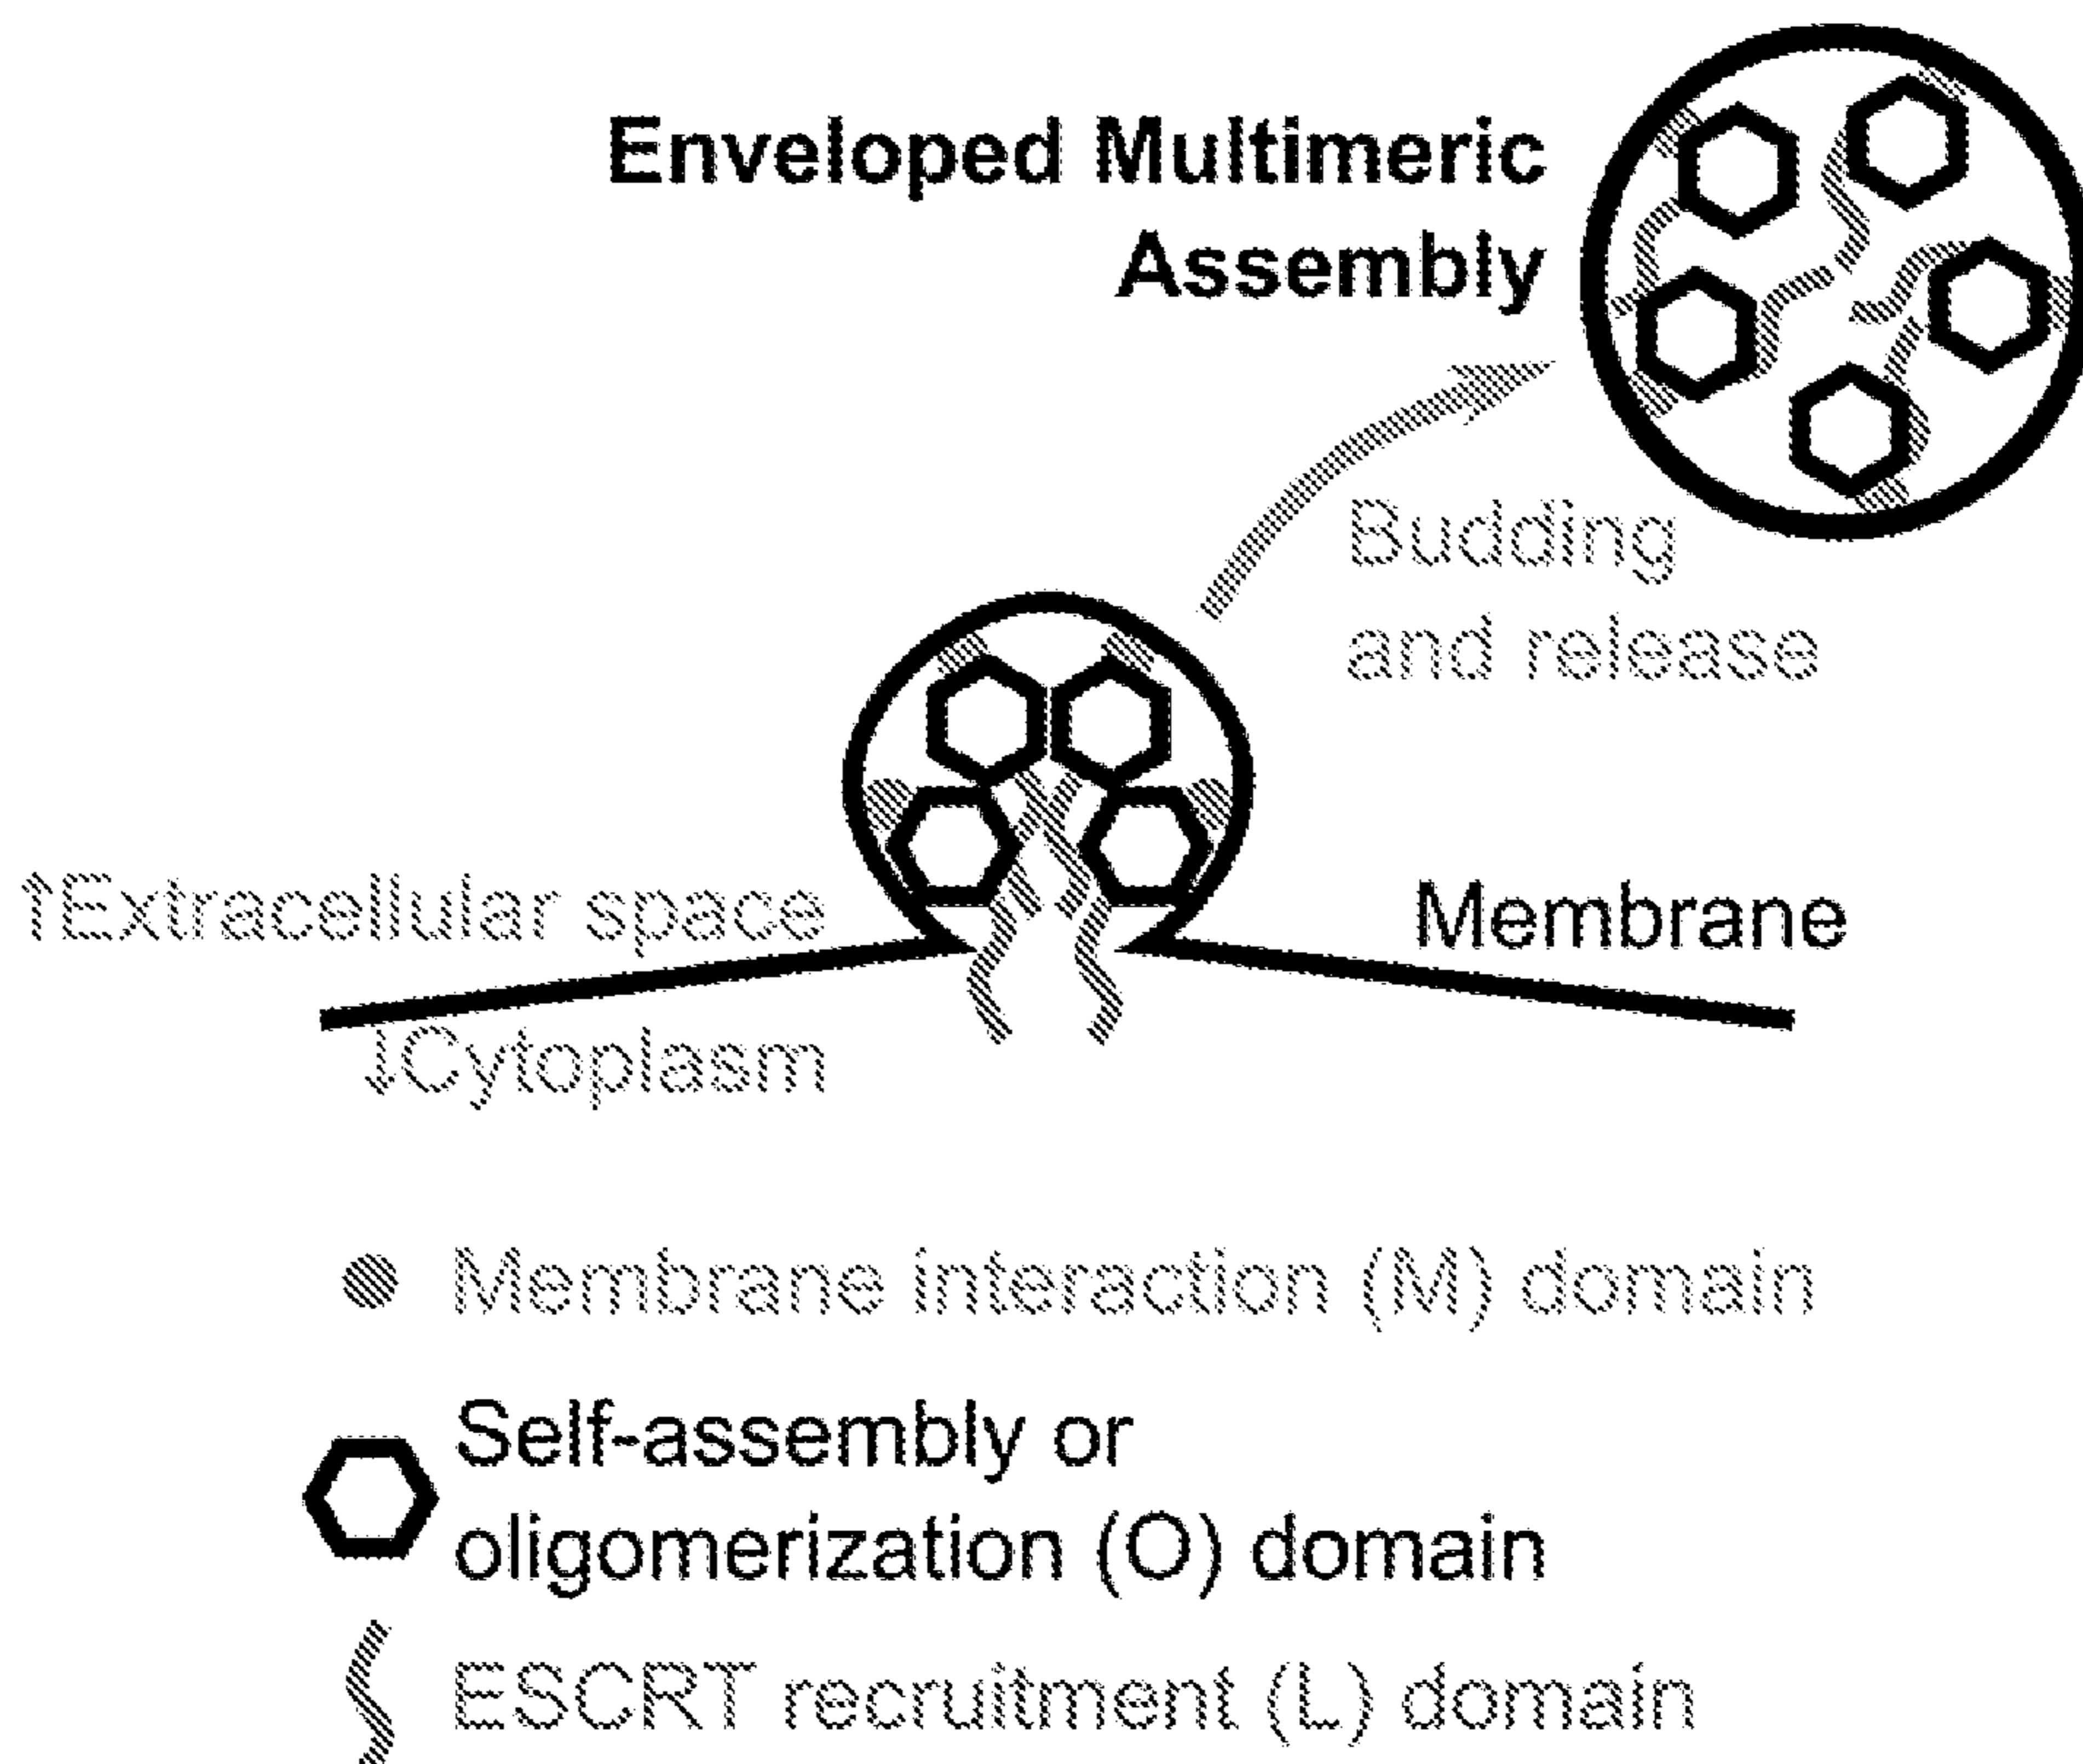 Enveloped Multimeric
Assembly
Budding
and release
↑Extracellular space
Membrane
↓Cytoplasm
Membrane interaction (M) domain
Self-assembly or
oligomerization (O) domain
ESCRT recruitment (L) domain